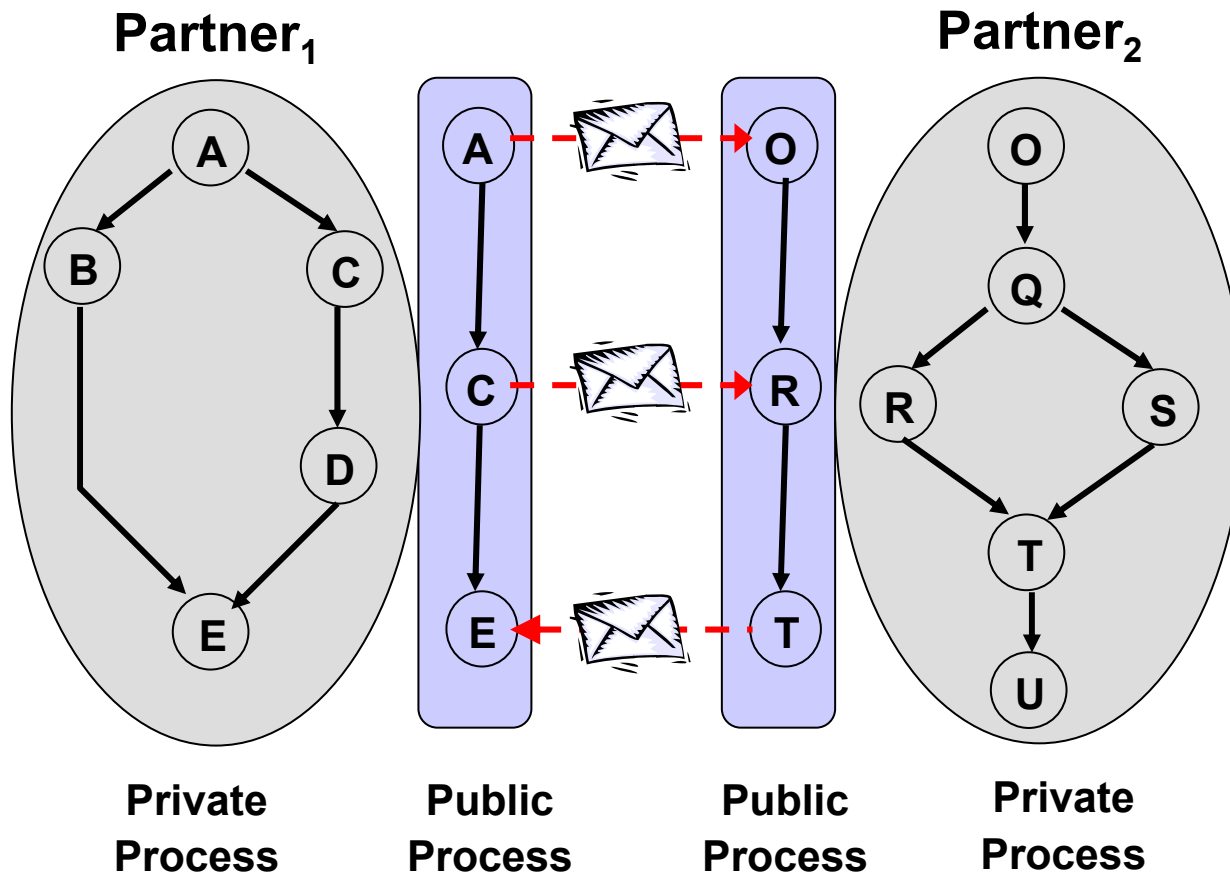 Partner1
Partner2
A
B
C
D
E
A
C
E
O
R
T
O
Q
R
S
T
U
Private
Process
Public
Process
Public
Process
Private
Process